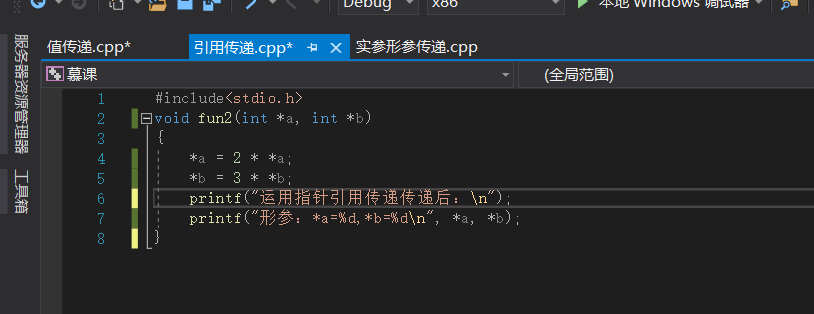 Debug x86 本地 Windows 调试器
值传递.cpp* 引用传递.cpp* 实参形参传递.cpp
慕课 (全局范围)
服务器资源管理器
工具箱
1 #include<stdio.h>
2 void fun2(int *a, int *b)
3 {
4 *a = 2 * *a;
5 *b = 3 * *b;
6 printf("运用指针引用传递传递后：\n");
7 printf("形参：*a=%d,*b=%d\n", *a, *b);
8 }